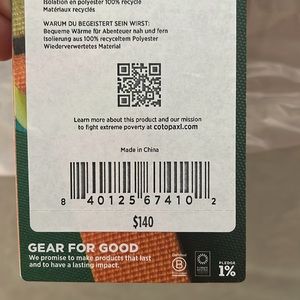 Isolation en polyester 100% recyclé
Matériaux recyclés
WARUM DU BEGEISTERT SEIN WIRST:
Bequeme Wärme für Abenteuer nah und fern
Isolierung aus 100% recyceltem Polyester
Wiederverwertetes Material
Learn more about this product and our mission
to fight extreme poverty at cotopaxi.com
Made in China
8 40125 67410 2
$140
GEAR FOR GOOD
We promise to make products that last
and to have a lasting impact.
Certified
B
Corporation
PLEDGE
1%